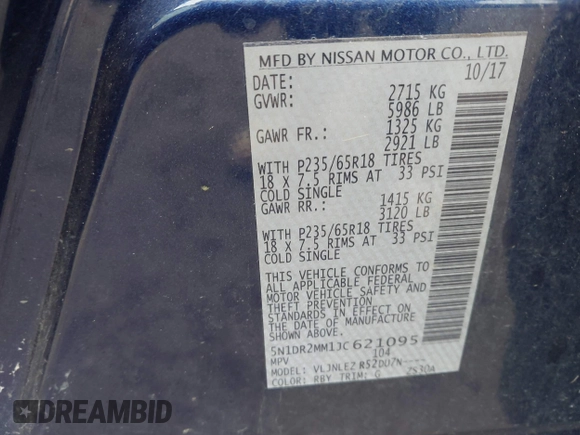 MFD BY NISSAN MOTOR CO., LTD.
DATE: 10/17
GVWR: 2715 KG
5986 LB
GAWR FR.: 1325 KG
2921 LB
WITH P235/65R18 TIRES
18 X 7.5 RIMS AT 33 PSI
COLD SINGLE
GAWR RR.: 1415 KG
3120 LB
WITH P235/65R18 TIRES
18 X 7.5 RIMS AT 33 PSI
COLD SINGLE
THIS VEHICLE CONFORMS TO
ALL APPLICABLE FEDERAL
MOTOR VEHICLE SAFETY AND
THEFT PREVENTION
STANDARDS IN EFFECT ON
THE DATE OF MANUFACTURE
SHOWN ABOVE.
5N1DR2MM1JC621095
MPV 104
MODEL: VLJNLEZ RS2DU7N----
COLOR: RBY TRIM: G ZS30A
DREAMBID